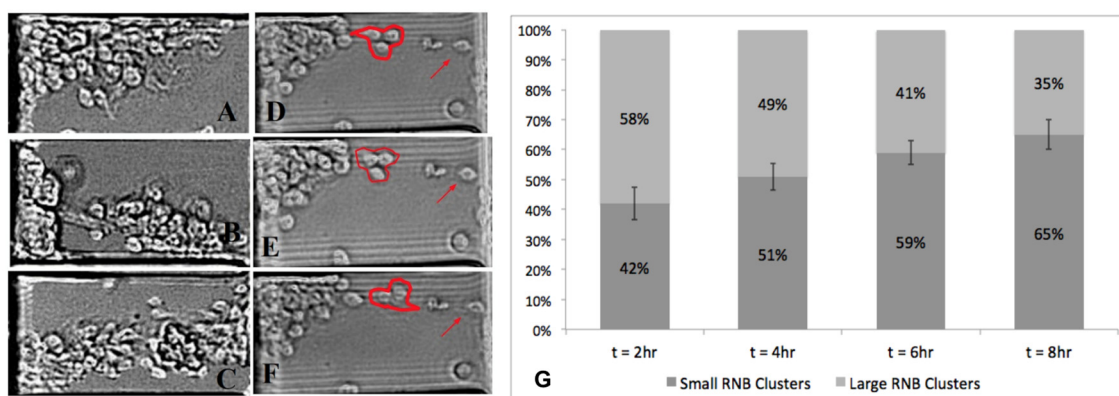 A
B
C
D
E
F
100%
90%
80%
70%
60%
50%
40%
30%
20%
10%
0%
58% 49% 41% 35%
42% 51% 59% 65%
t = 2hr t = 4hr t = 6hr t = 8hr
G
Small RNB Clusters Large RNB Clusters